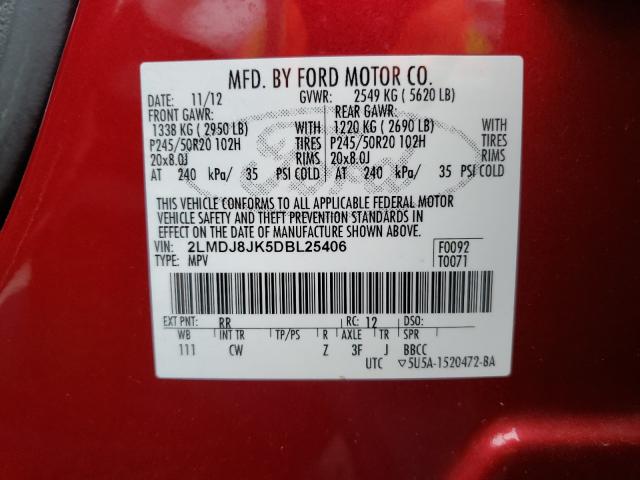 MFD. BY FORD MOTOR CO.
DATE: 11/12 GVWR: 2549 KG ( 5620 LB)
FRONT GAWR: REAR GAWR:
1338 KG ( 2950 LB) WITH 1220 KG ( 2690 LB) WITH
P245/50R20 102H TIRES P245/50R20 102H TIRES
20x8.0J RIMS 20x8.0J RIMS
AT 240 kPa/ 35 PSI COLD AT 240 kPa/ 35 PSI COLD
THIS VEHICLE CONFORMS TO ALL APPLICABLE FEDERAL MOTOR
VEHICLE SAFETY AND THEFT PREVENTION STANDARDS IN
EFFECT ON THE DATE OF MANUFACTURE SHOWN ABOVE.
VIN: 2LMDJ8JK5DBL25406 F0092
TYPE: MPV T0071
EXT PNT: RR RC: 12 DSO:
WB INT TR TP/PS R AXLE TR SPR
111 CW Z 3F J BBCC
UTC ▽5U5A-1520472-BA
Ford